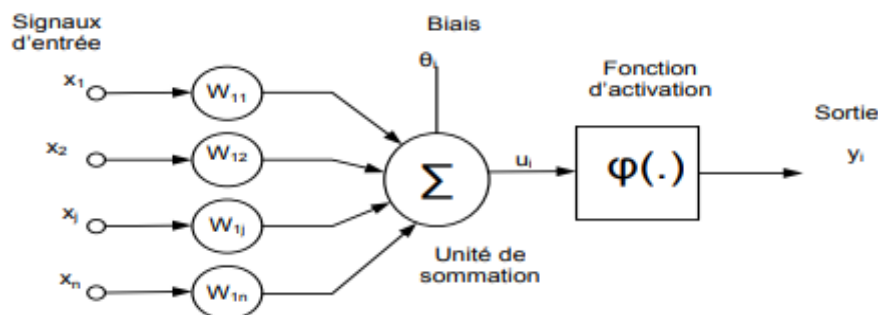 Signaux
d'entrée
Biais
θi
Fonction
d'activation
Sortie
x1
W11
x2
W12
Σ
ui
φ(.)
yi
xj
W1j
Unité de
sommation
xn
W1n